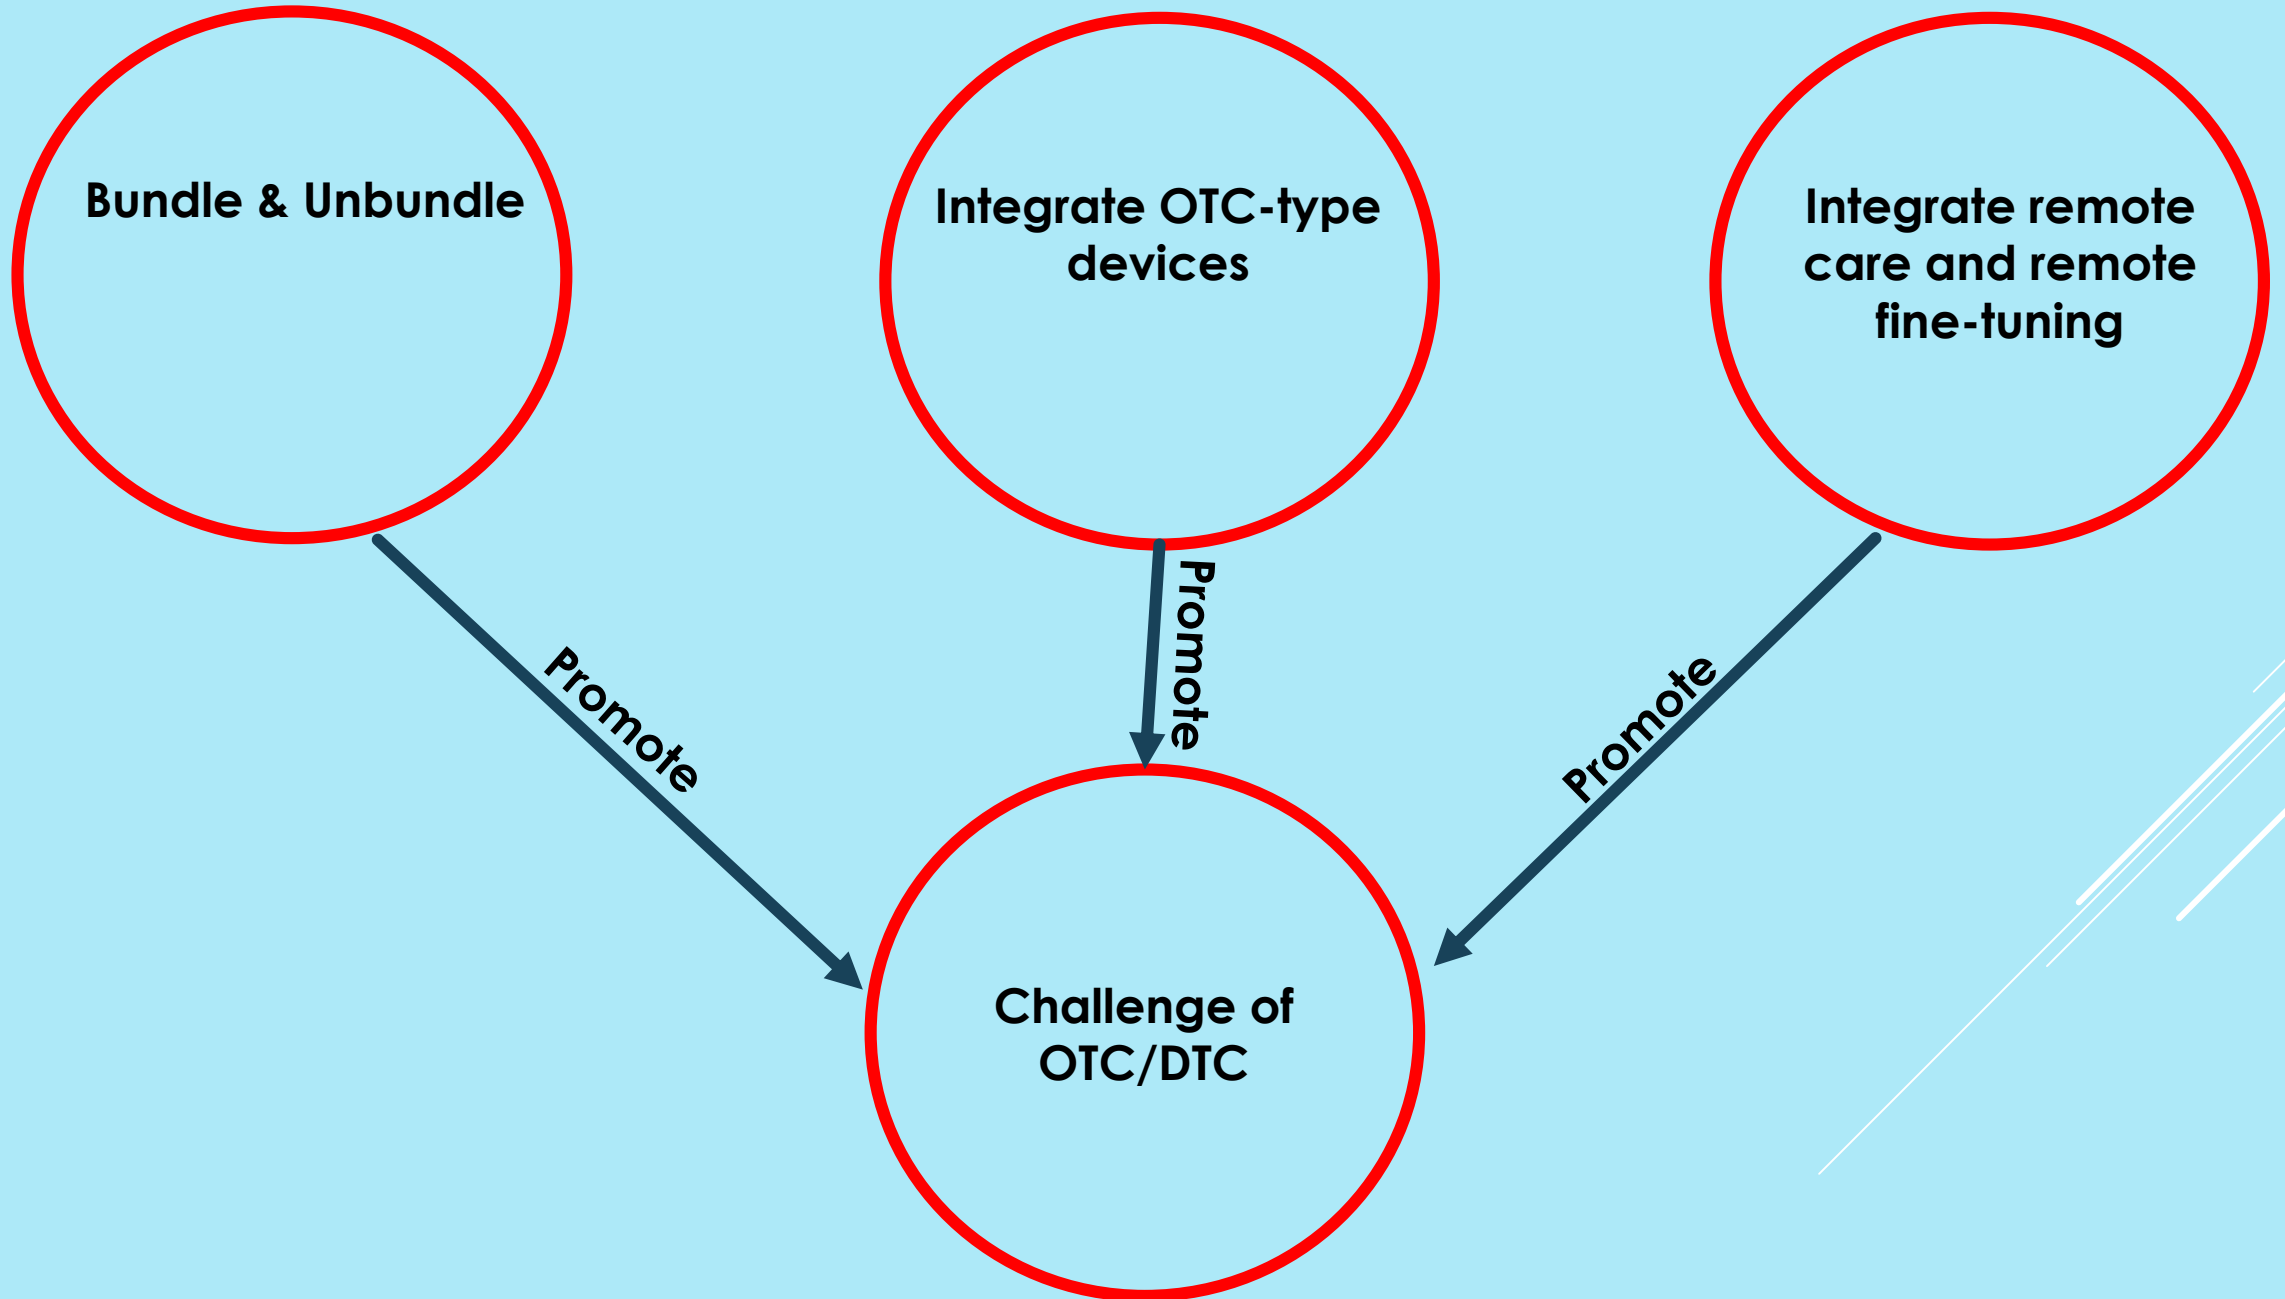 Bundle & Unbundle
Integrate OTC-type
devices
Integrate remote
care and remote
fine-tuning
Promote
Promote
Promote
Challenge of
OTC/DTC